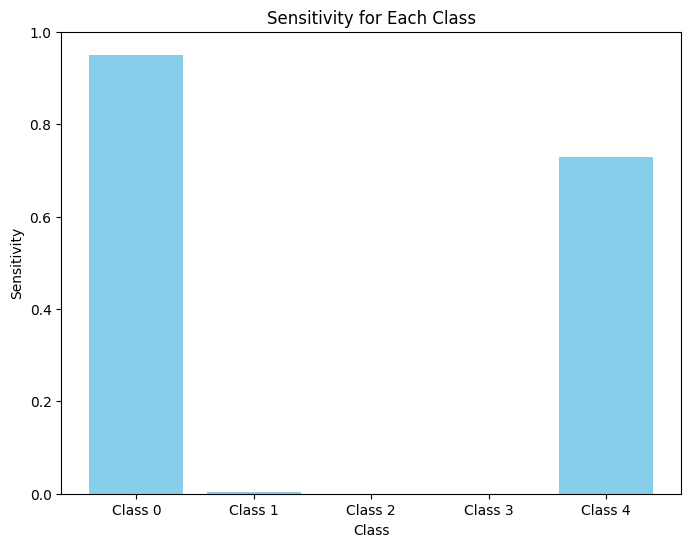 Sensitivity for Each Class
1.0
0.8
0.6
0.4
0.2
0.0
Sensitivity
Class 0
Class 1
Class 2
Class 3
Class 4
Class